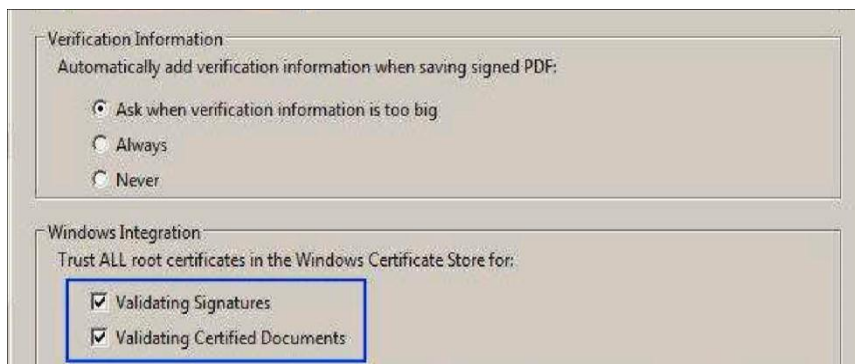 Verification Information
Automatically add verification information when saving signed PDF:
Ask when verification information is too big
Always
Never
Windows Integration
Trust ALL root certificates in the Windows Certificate Store for:
Validating Signatures
Validating Certified Documents